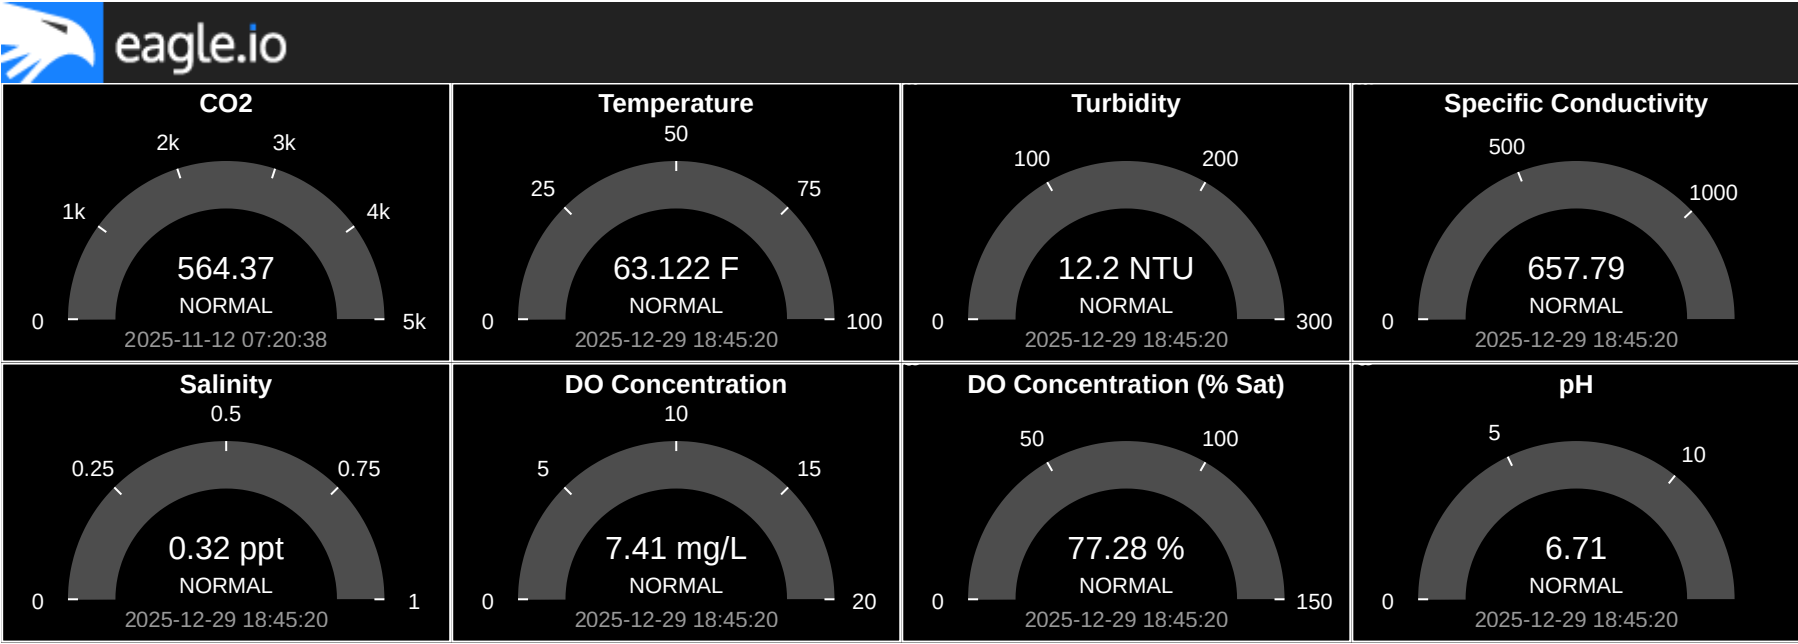 eagle.io
CO2
2k 3k
1k 4k
564.37
NORMAL
0 5k
2025-11-12 07:20:38
Temperature
50
25 75
63.122 F
NORMAL
0 100
2025-12-29 18:45:20
Turbidity
100 200
12.2 NTU
NORMAL
0 300
2025-12-29 18:45:20
Specific Conductivity
500
1000
657.79
NORMAL
0
2025-12-29 18:45:20
Salinity
0.5
0.25 0.75
0.32 ppt
NORMAL
0 1
2025-12-29 18:45:20
DO Concentration
10
5 15
7.41 mg/L
NORMAL
0 20
2025-12-29 18:45:20
DO Concentration (% Sat)
50 100
77.28 %
NORMAL
0 150
2025-12-29 18:45:20
pH
5
10
6.71
NORMAL
0
2025-12-29 18:45:20